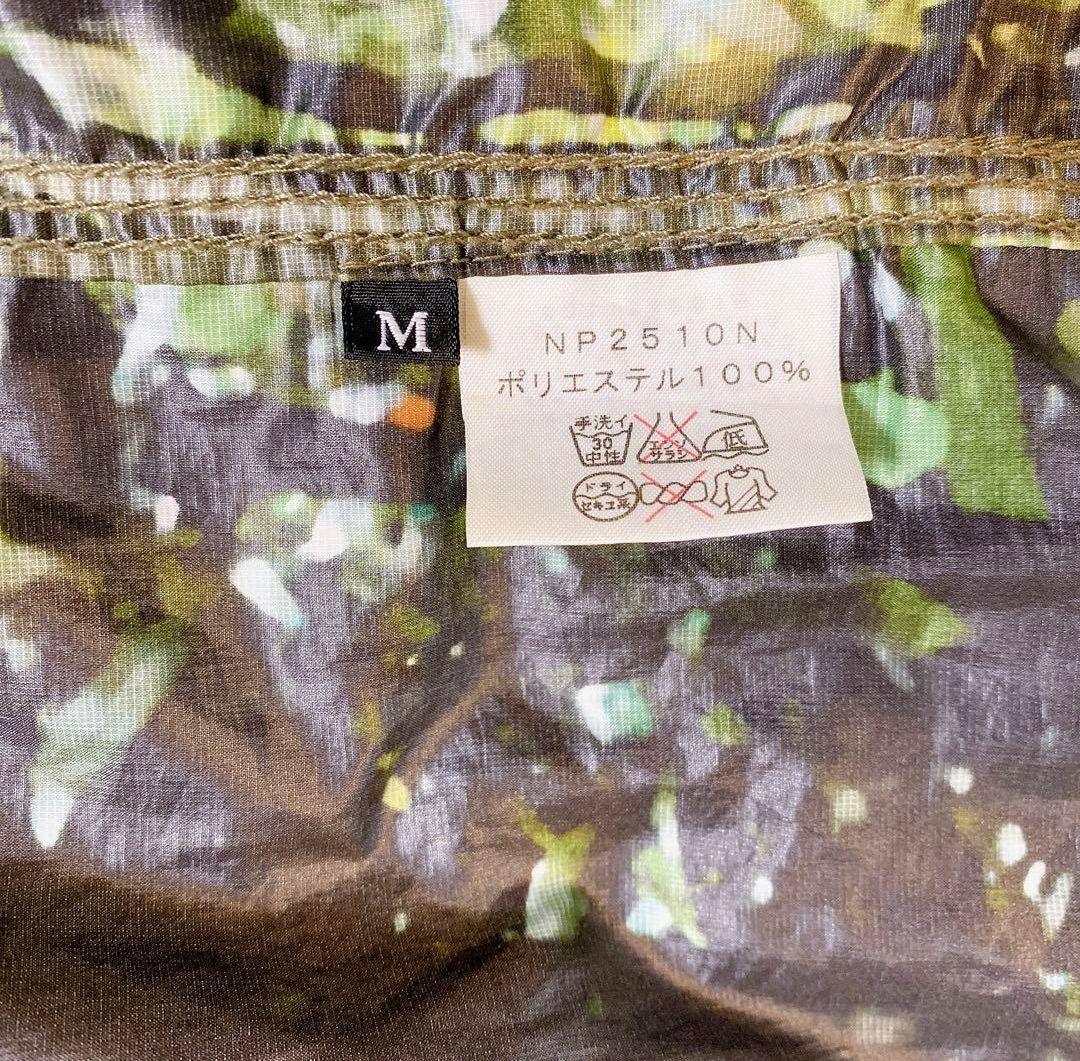 M
NP2510N
ポリエステル100%
手洗イ
30
中性
エンソ
サラシ
低
ドライ
セキユ系